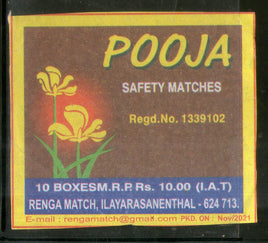 POOJA
SAFETY MATCHES
Regd.No. 1339102
10 BOXESM.R.P. Rs. 10.00 (I.A.T)
RENGA MATCH, ILAYARASANENTHAL - 624 713.
E-mail : rengamatch@gmail.com PKD. ON : Nov/2021